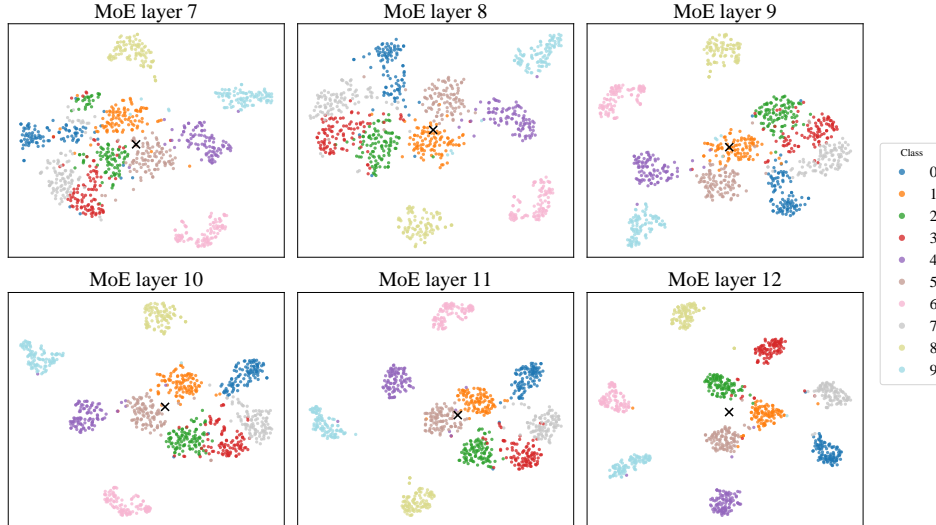 MoE layer 7
MoE layer 8
MoE layer 9
MoE layer 10
MoE layer 11
MoE layer 12
Class
0
1
2
3
4
5
6
7
8
9